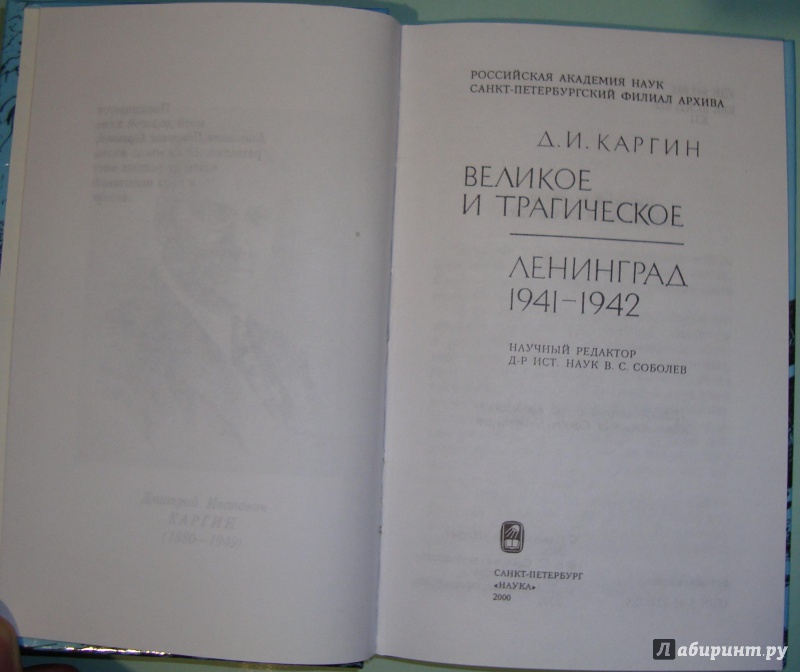 РОССИЙСКАЯ АКАДЕМИЯ НАУК
САНКТ-ПЕТЕРБУРГСКИЙ ФИЛИАЛ АРХИВА
Д. И. КАРГИН
ВЕЛИКОЕ
И ТРАГИЧЕСКОЕ
ЛЕНИНГРАД
1941–1942
НАУЧНЫЙ РЕДАКТОР
Д-Р ИСТ. НАУК В. С. СОБОЛЕВ
САНКТ-ПЕТЕРБУРГ
«НАУКА»
2000
Лабиринт.ру